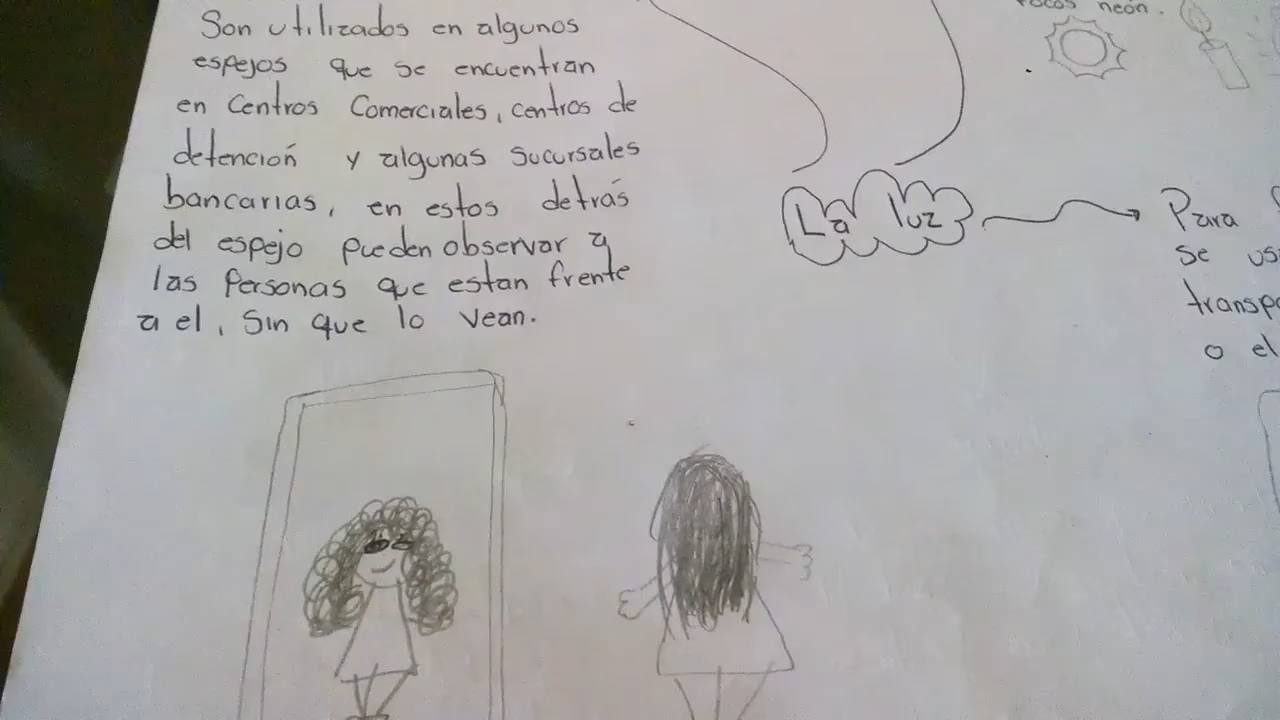 Son utilizados en algunos
espejos que se encuentran
en Centros Comerciales, centros de
detención y algunas sucursales
bancarias, en estos detrás
del espejo pueden observar a
las personas que estan frente
a el, sin que lo vean.
neón.
La luz
Para
se
o el